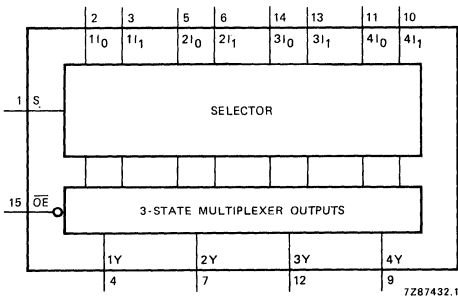 2 3 5 6 14 13 11 10
1I0 1I1 2I0 2I1 3I0 3I1 4I0 4I1
1 S
SELECTOR
15 OE
3-STATE MULTIPLEXER OUTPUTS
1Y 2Y 3Y 4Y
4 7 12 9
7Z87432.1